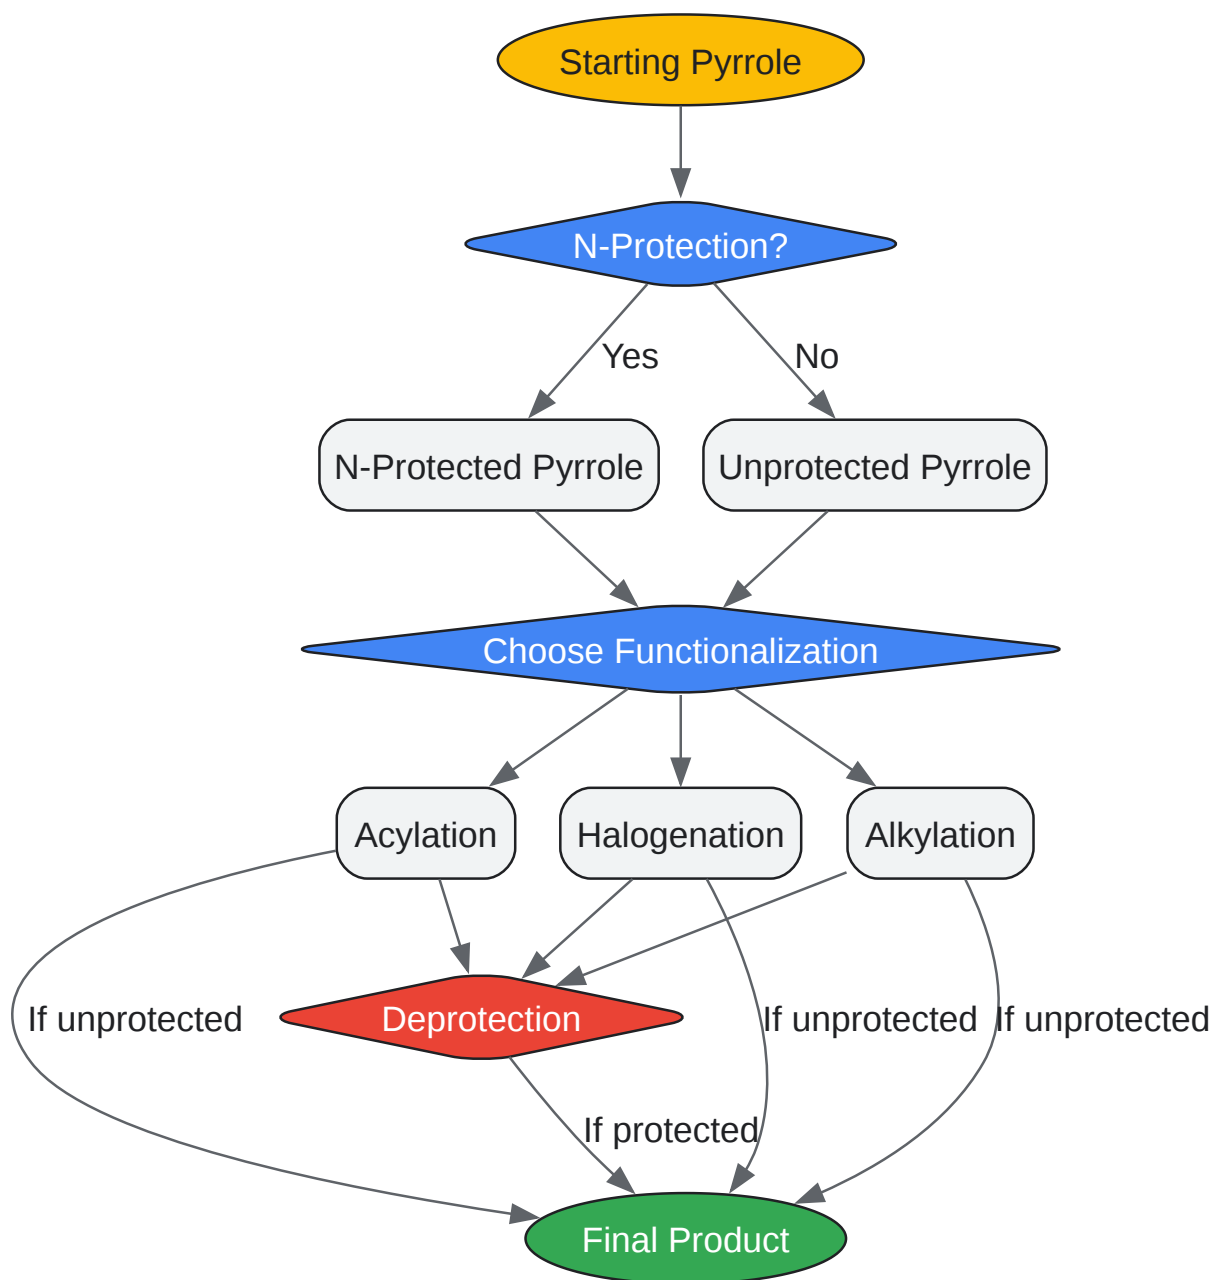 Starting Pyrrole
N-Protection?
Yes
No
N-Protected Pyrrole
Unprotected Pyrrole
Choose Functionalization
Acylation
Halogenation
Alkylation
If unprotected
Deprotection
If unprotected
If unprotected
If protected
Final Product